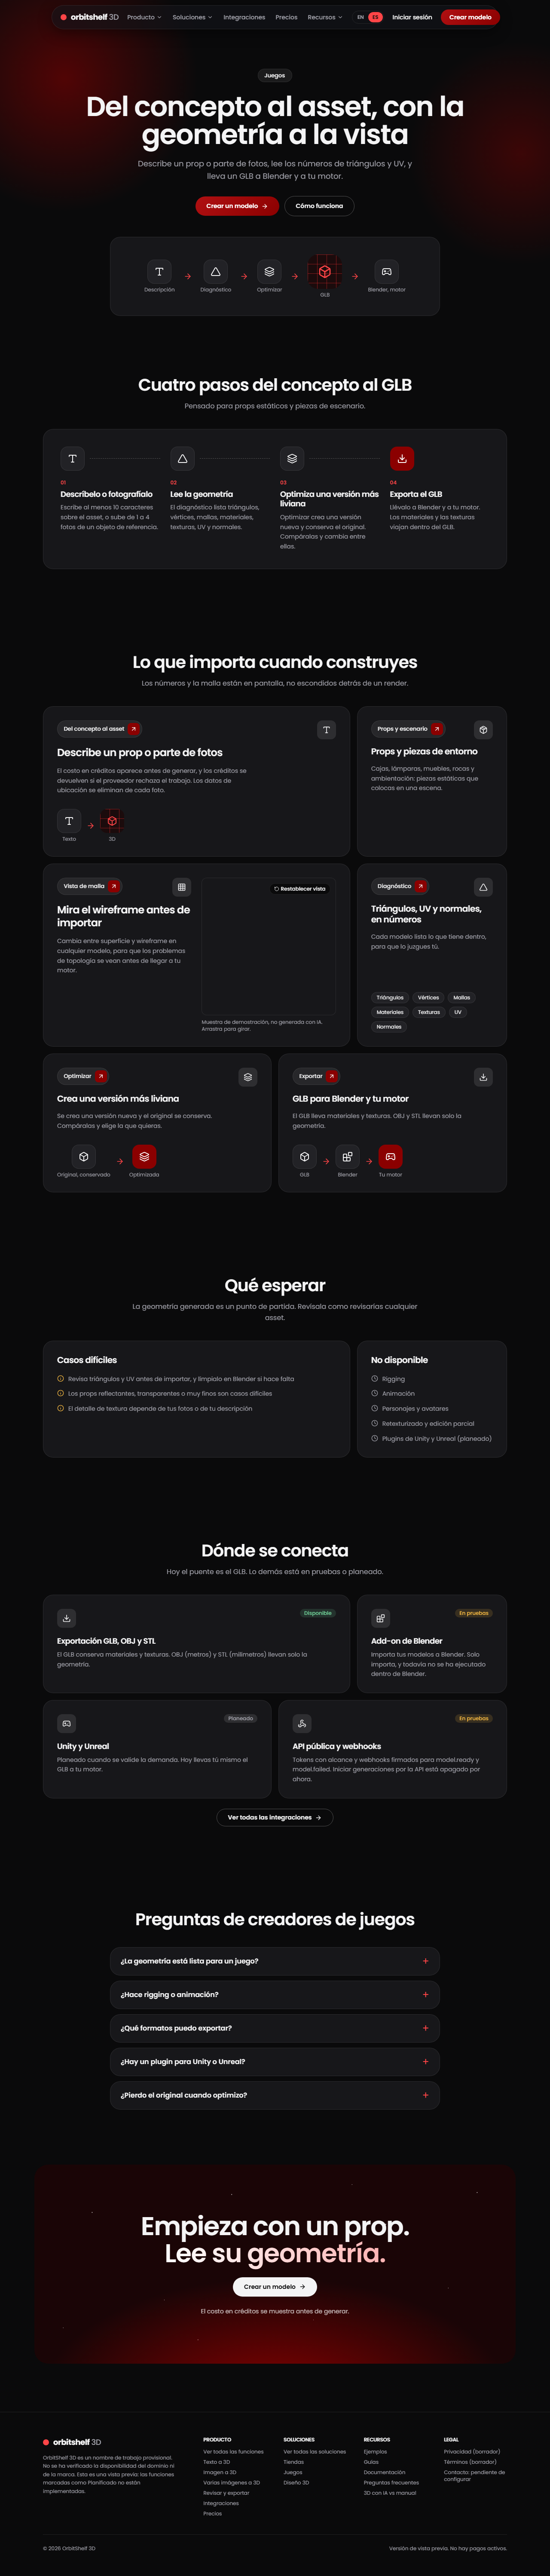 orbitshelf 3D
Producto
Soluciones
Integraciones
Precios
Recursos
EN
ES
Iniciar sesión
Crear modelo
Juegos
Del concepto al asset, con la
geometría a la vista
Describe un prop o parte de fotos, lee los números de triángulos y UV, y
lleva un GLB a Blender y a tu motor.
Crear un modelo
Cómo funciona
Descripción
Diagnóstico
Optimizar
GLB
Blender, motor
Cuatro pasos del concepto al GLB
Pensado para props estáticos y piezas de escenario.
01
Descríbelo o fotografíalo
Escribe al menos 10 caracteres
sobre el asset, o sube de 1 a 4
fotos de un objeto de referencia.
02
Lee la geometría
El diagnóstico lista triángulos,
vértices, mallas, materiales,
texturas, UV y normales.
03
Optimiza una versión más
liviana
Optimizar crea una versión
nueva y conserva el original.
Compáralas y cambia entre
ellas.
04
Exporta el GLB
Llévalo a Blender y a tu motor.
Los materiales y las texturas
viajan dentro del GLB.
Lo que importa cuando construyes
Los números y la malla están en pantalla, no escondidos detrás de un render.
Del concepto al asset
Describe un prop o parte de fotos
El costo en créditos aparece antes de generar, y los créditos se
devuelven si el proveedor rechaza el trabajo. Los datos de
ubicación se eliminan de cada foto.
Texto
3D
Props y escenario
Props y piezas de entorno
Cajas, lámparas, muebles, rocas y
ambientación: piezas estáticas que
colocas en una escena.
Vista de malla
Mira el wireframe antes de
importar
Cambia entre superficie y wireframe en
cualquier modelo, para que los problemas
de topología se vean antes de llegar a tu
motor.
Restablecer vista
Muestra de demostración, no generada con IA.
Arrastra para girar.
Diagnóstico
Triángulos, UV y normales,
en números
Cada modelo lista lo que tiene dentro,
para que lo juzgues tú.
Triángulos
Vértices
Mallas
Materiales
Texturas
UV
Normales
Optimizar
Crea una versión más liviana
Se crea una versión nueva y el original se conserva.
Compáralas y elige la que quieras.
Original, conservado
Optimizada
Exportar
GLB para Blender y tu motor
El GLB lleva materiales y texturas. OBJ y STL llevan solo la
geometría.
GLB
Blender
Tu motor
Qué esperar
La geometría generada es un punto de partida. Revísala como revisarías cualquier
asset.
Casos difíciles
Revisa triángulos y UV antes de importar, y límpialo en Blender si hace falta
Los props reflectantes, transparentes o muy finos son casos difíciles
El detalle de textura depende de tus fotos o de tu descripción
No disponible
Rigging
Animación
Personajes y avatares
Retexturizado y edición parcial
Plugins de Unity y Unreal (planeado)
Dónde se conecta
Hoy el puente es el GLB. Lo demás está en pruebas o planeado.
Disponible
Exportación GLB, OBJ y STL
El GLB conserva materiales y texturas. OBJ (metros) y STL (milímetros) llevan solo la
geometría.
En pruebas
Add-on de Blender
Importa tus modelos a Blender. Solo
importa, y todavía no se ha ejecutado
dentro de Blender.
Planeado
Unity y Unreal
Planeado cuando se valide la demanda. Hoy llevas tú mismo el
GLB a tu motor.
En pruebas
API pública y webhooks
Tokens con alcance y webhooks firmados para model.ready y
model.failed. Iniciar generaciones por la API está apagado por
ahora.
Ver todas las integraciones
Preguntas de creadores de juegos
¿La geometría está lista para un juego?
¿Hace rigging o animación?
¿Qué formatos puedo exportar?
¿Hay un plugin para Unity o Unreal?
¿Pierdo el original cuando optimizo?
Empieza con un prop.
Lee su geometría.
Crear un modelo
El costo en créditos se muestra antes de generar.
orbitshelf 3D
OrbitShelf 3D es un nombre de trabajo provisional.
No se ha verificado la disponibilidad del dominio ni
de la marca. Esta es una vista previa: las funciones
marcadas como Planificado no están
implementadas.
PRODUCTO
Ver todas las funciones
Texto a 3D
Imagen a 3D
Varias imágenes a 3D
Revisar y exportar
Integraciones
Precios
SOLUCIONES
Ver todas las soluciones
Tiendas
Juegos
Diseño 3D
RECURSOS
Ejemplos
Guías
Documentación
Preguntas frecuentes
3D con IA vs manual
LEGAL
Privacidad (borrador)
Términos (borrador)
Contacto: pendiente de
configurar
© 2026 OrbitShelf 3D
Versión de vista previa. No hay pagos activos.